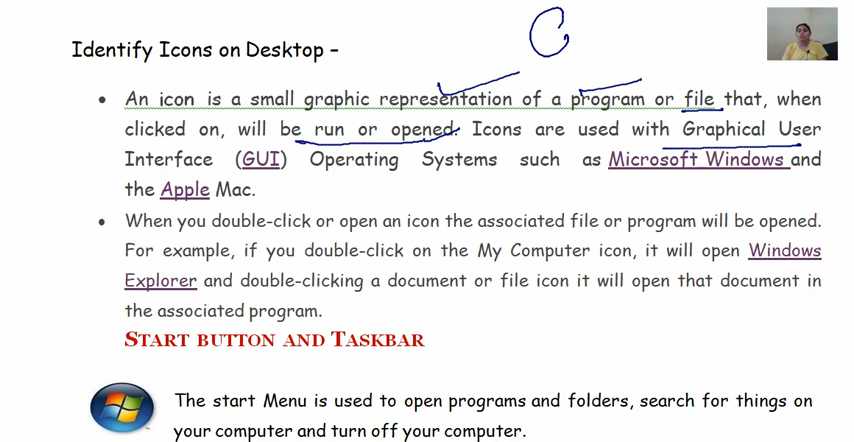 Identify Icons on Desktop –
• An icon is a small graphic representation of a program or file that, when
clicked on, will be run or opened. Icons are used with Graphical User
Interface (GUI) Operating Systems such as Microsoft Windows and
the Apple Mac.
• When you double-click or open an icon the associated file or program will be opened.
For example, if you double-click on the My Computer icon, it will open Windows
Explorer and double-clicking a document or file icon it will open that document in
the associated program.
START BUTTON AND TASKBAR
The start Menu is used to open programs and folders, search for things on
your computer and turn off your computer.